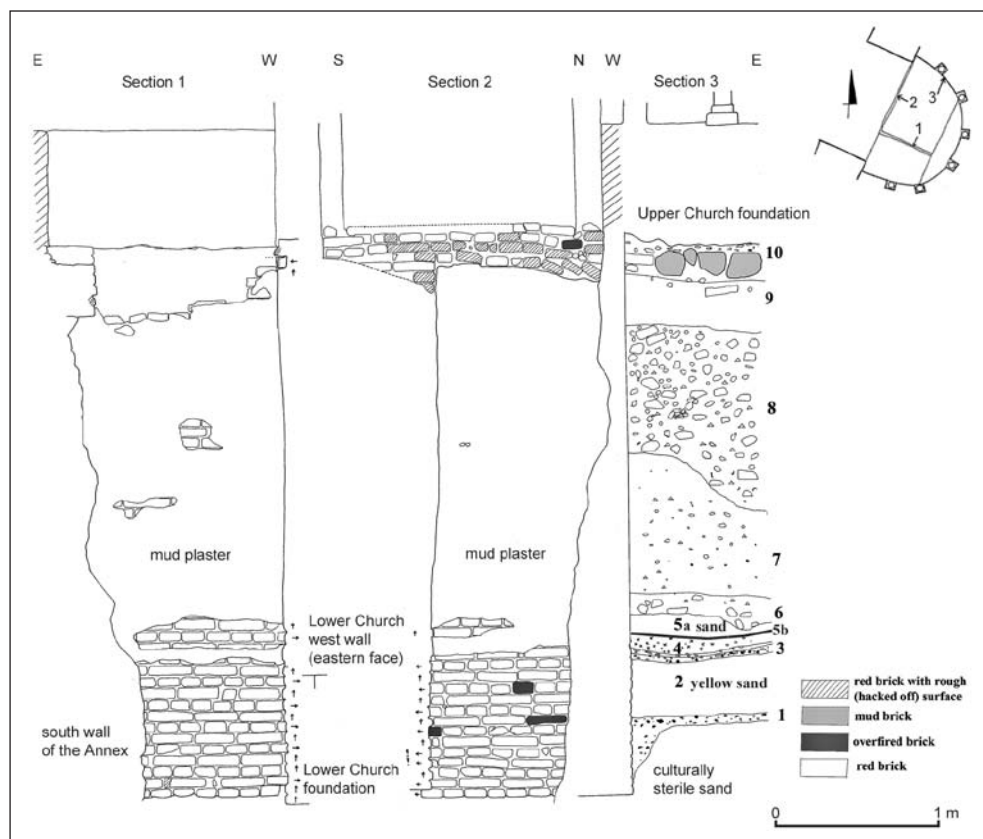 E
Section 1
W
S
Section 2
N
W
Section 3
E
2
3
1
Upper Church foundation
10
9
8
mud plaster
mud plaster
7
6
5a sand
5b
4
3
2 yellow sand
1
Lower Church
west wall
(eastern face)
south wall
of the Annex
Lower Church
foundation
culturally
sterile sand
red brick with rough
(hacked off) surface
mud brick
overfired brick
red brick
0
1 m